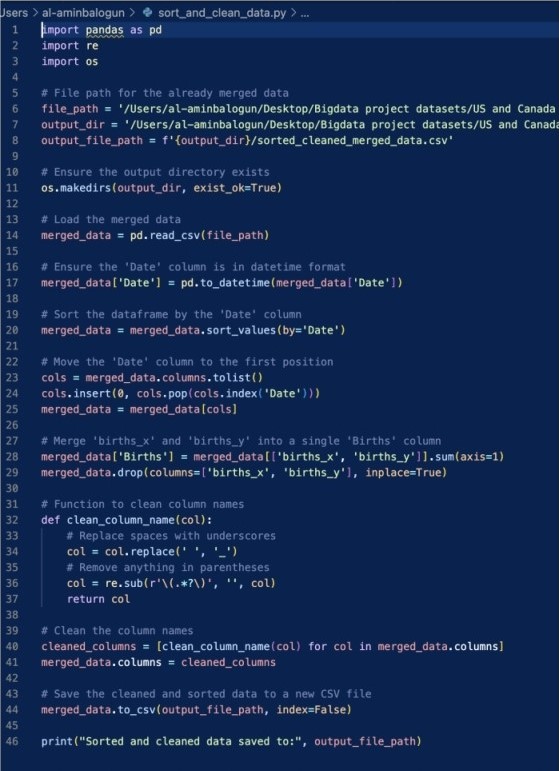 Users > al-aminbalogun > sort_and_clean_data.py > ...
1 import pandas as pd
2 import re
3 import os
4
5 # File path for the already merged data
6 file_path = '/Users/al-aminbalogun/Desktop/Bigdata project datasets/US and Canada
7 output_dir = '/Users/al-aminbalogun/Desktop/Bigdata project datasets/US and Canad
8 output_file_path = f'{output_dir}/sorted_cleaned_merged_data.csv'
9
10 # Ensure the output directory exists
11 os.makedirs(output_dir, exist_ok=True)
12
13 # Load the merged data
14 merged_data = pd.read_csv(file_path)
15
16 # Ensure the 'Date' column is in datetime format
17 merged_data['Date'] = pd.to_datetime(merged_data['Date'])
18
19 # Sort the dataframe by the 'Date' column
20 merged_data = merged_data.sort_values(by='Date')
21
22 # Move the 'Date' column to the first position
23 cols = merged_data.columns.tolist()
24 cols.insert(0, cols.pop(cols.index('Date')))
25 merged_data = merged_data[cols]
26
27 # Merge 'births_x' and 'births_y' into a single 'Births' column
28 merged_data['Births'] = merged_data[['births_x', 'births_y']].sum(axis=1)
29 merged_data.drop(columns=['births_x', 'births_y'], inplace=True)
30
31 # Function to clean column names
32 def clean_column_name(col):
33     # Replace spaces with underscores
34     col = col.replace(' ', '_')
35     # Remove anything in parentheses
36     col = re.sub(r'\(.*?\)', '', col)
37     return col
38
39 # Clean the column names
40 cleaned_columns = [clean_column_name(col) for col in merged_data.columns]
41 merged_data.columns = cleaned_columns
42
43 # Save the cleaned and sorted data to a new CSV file
44 merged_data.to_csv(output_file_path, index=False)
45
46 print("Sorted and cleaned data saved to:", output_file_path)